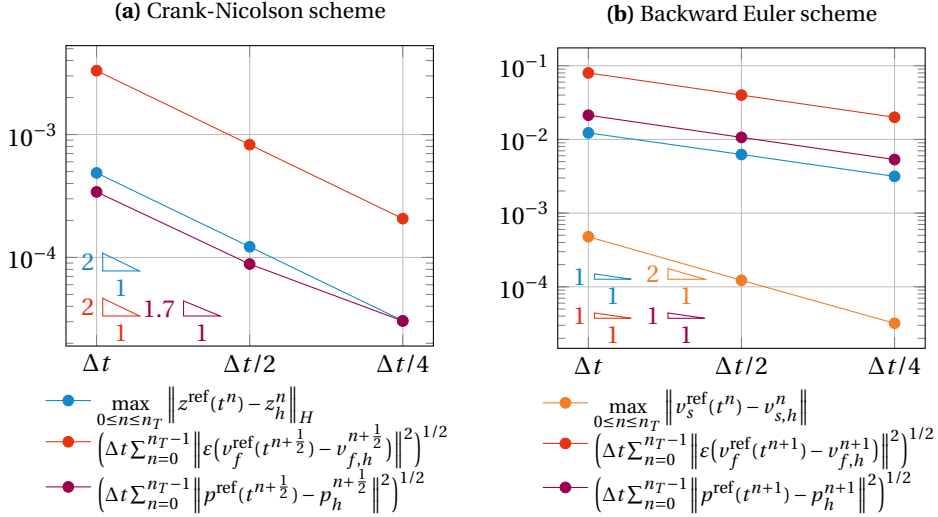 (a) Crank-Nicolson scheme
10^{-3}
10^{-4}
2
1
2
1
1.7
1
Δt
Δt/2
Δt/4
max_{0≤n≤n_T} ‖z^{ref}(t^n) − z_h^n‖_H
(Δt ∑_{n=0}^{n_T−1} ‖ε(v_f^{ref}(t^{n+1/2}) − v_{f,h}^{n+1/2})‖^2)^{1/2}
(Δt ∑_{n=0}^{n_T−1} ‖p^{ref}(t^{n+1/2}) − p_h^{n+1/2}‖^2)^{1/2}
(b) Backward Euler scheme
10^{-1}
10^{-2}
10^{-3}
10^{-4}
1
1
2
1
1
1
1
1
Δt
Δt/2
Δt/4
max_{0≤n≤n_T} ‖v_s^{ref}(t^n) − v_{s,h}^n‖
(Δt ∑_{n=0}^{n_T−1} ‖ε(v_f^{ref}(t^{n+1}) − v_{f,h}^{n+1})‖^2)^{1/2}
(Δt ∑_{n=0}^{n_T−1} ‖p^{ref}(t^{n+1}) − p_h^{n+1}‖^2)^{1/2}